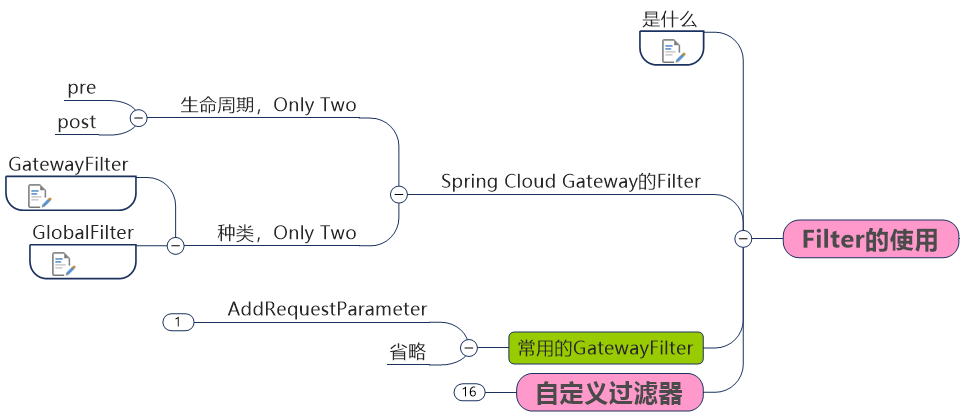 是什么
pre
生命周期，Only Two
post
GatewayFilter
Spring Cloud Gateway的Filter
GlobalFilter
种类，Only Two
Filter的使用
AddRequestParameter
1
常用的GatewayFilter
省略
自定义过滤器
16